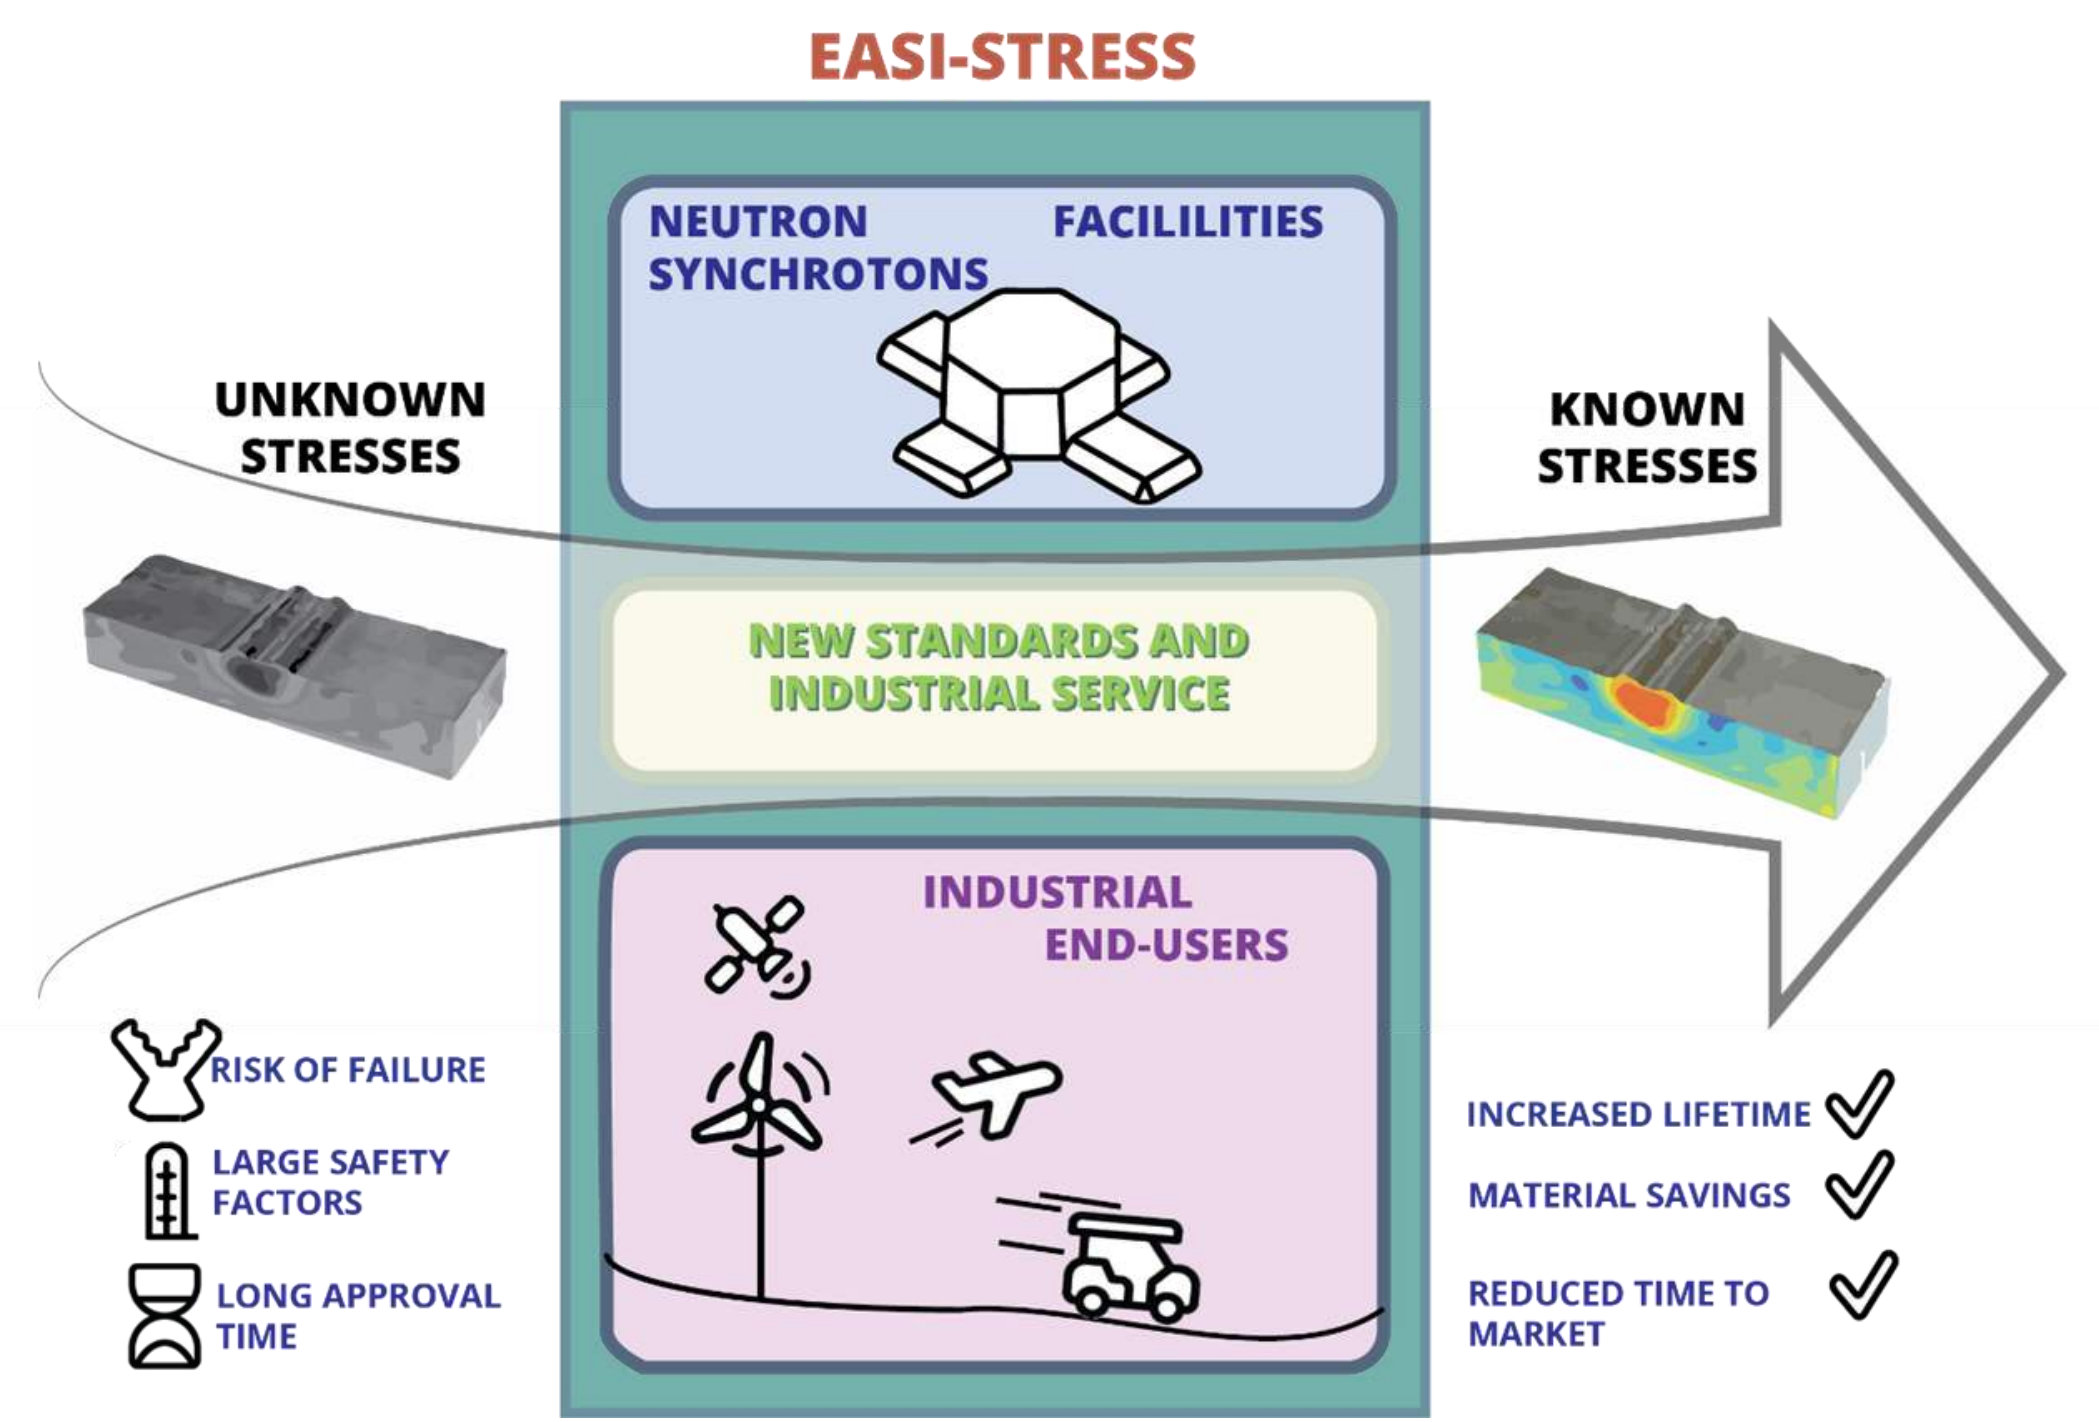 EASI-STRESS
NEUTRON FACILILITIES
SYNCHROTONS
UNKNOWN
STRESSES
KNOWN
STRESSES
NEW STANDARDS AND
INDUSTRIAL SERVICE
INDUSTRIAL
END-USERS
RISK OF FAILURE
LARGE SAFETY
FACTORS
LONG APPROVAL
TIME
INCREASED LIFETIME
MATERIAL SAVINGS
REDUCED TIME TO
MARKET